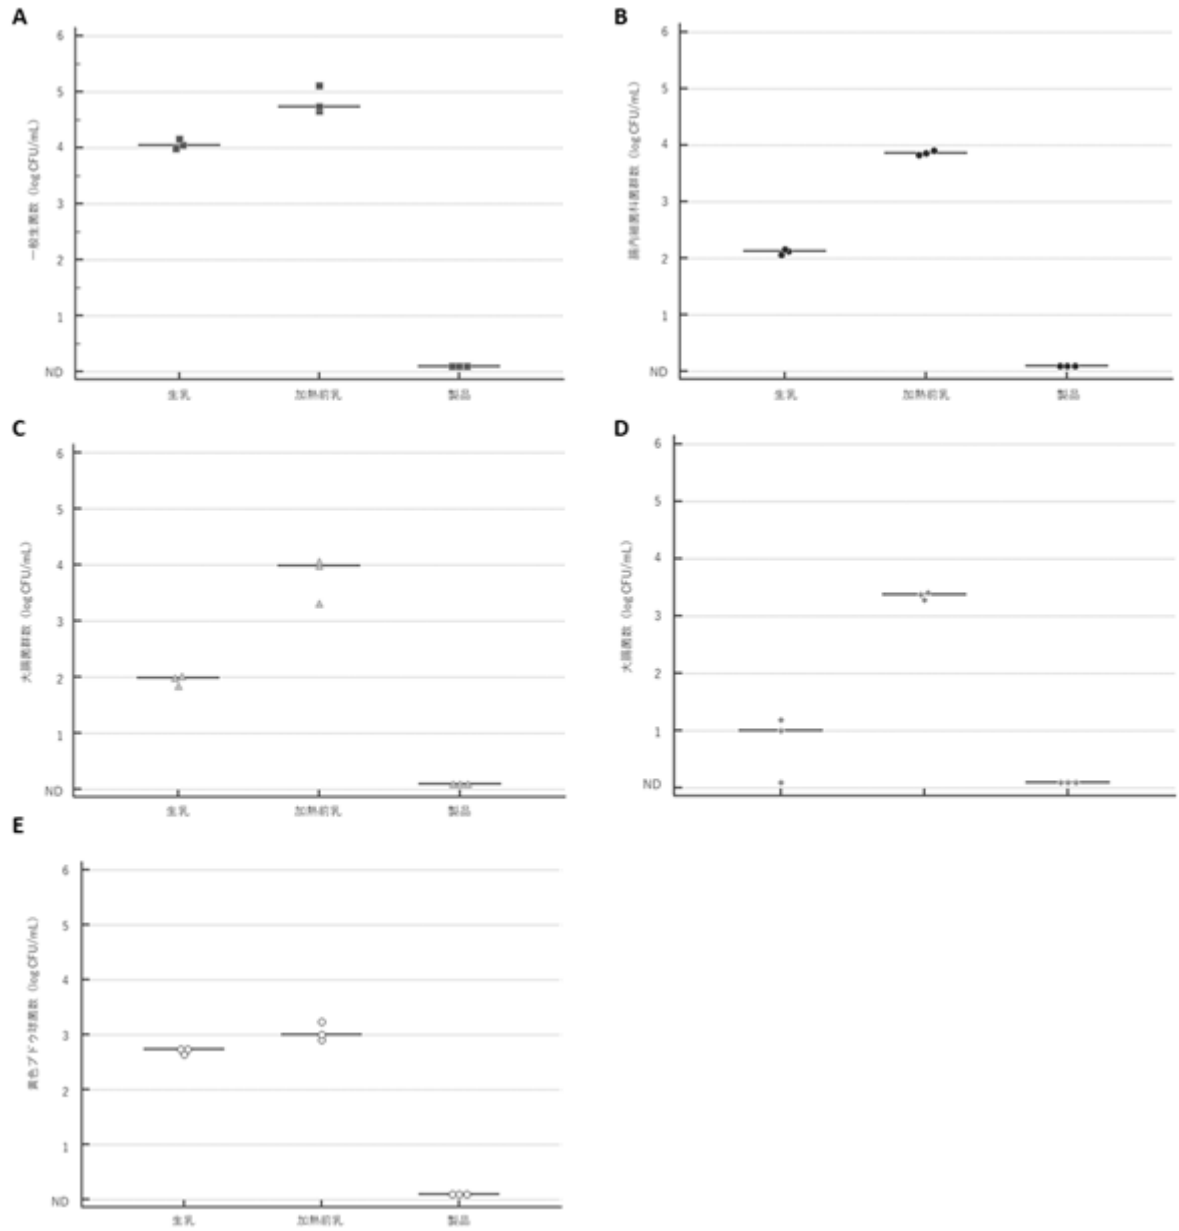 A
一般生菌数（log CFU/mL）
6
5
4
3
2
1
ND
生乳
加熱前乳
製品
B
腸内細菌科菌群数（log CFU/mL）
6
5
4
3
2
1
ND
生乳
加熱前乳
製品
C
大腸菌群数（log CFU/mL）
6
5
4
3
2
1
ND
生乳
加熱前乳
製品
D
大腸菌数（log CFU/mL）
6
5
4
3
2
1
ND
E
黄色ブドウ球菌数（log CFU/mL）
6
5
4
3
2
1
ND
生乳
加熱前乳
製品